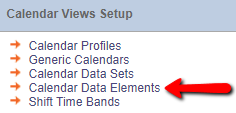 Calendar Views Setup
Calendar Profiles
Generic Calendars
Calendar Data Sets
Calendar Data Elements
Shift Time Bands